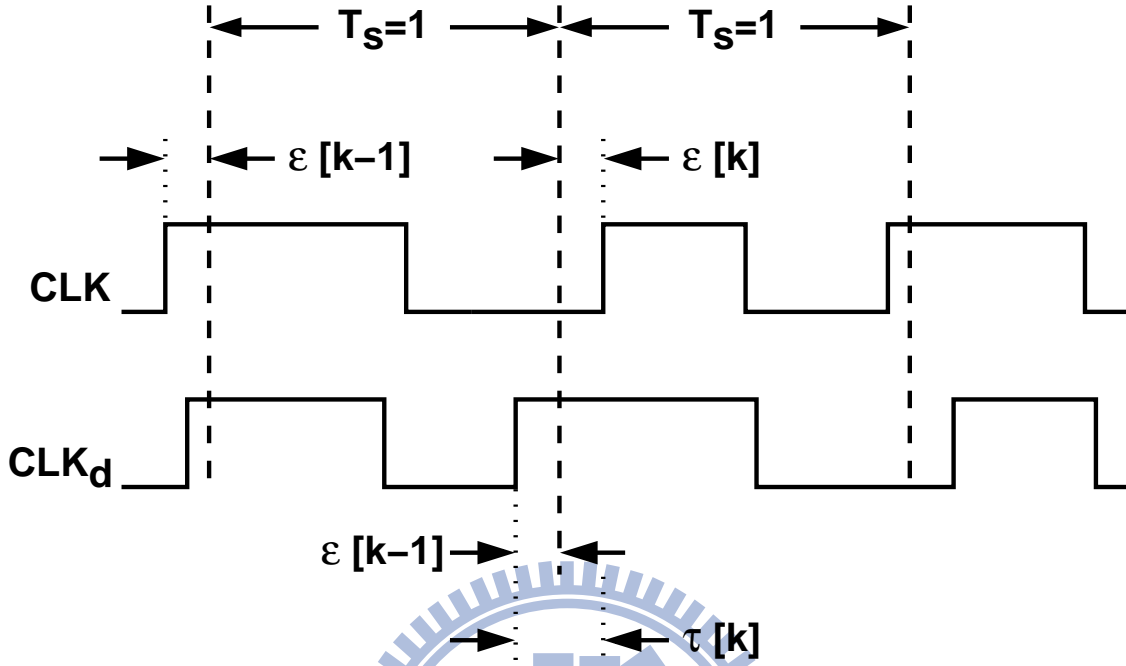 T_S=1 T_S=1
ε [k−1] ε [k]
CLK
CLK_d
ε [k−1]
τ [k]